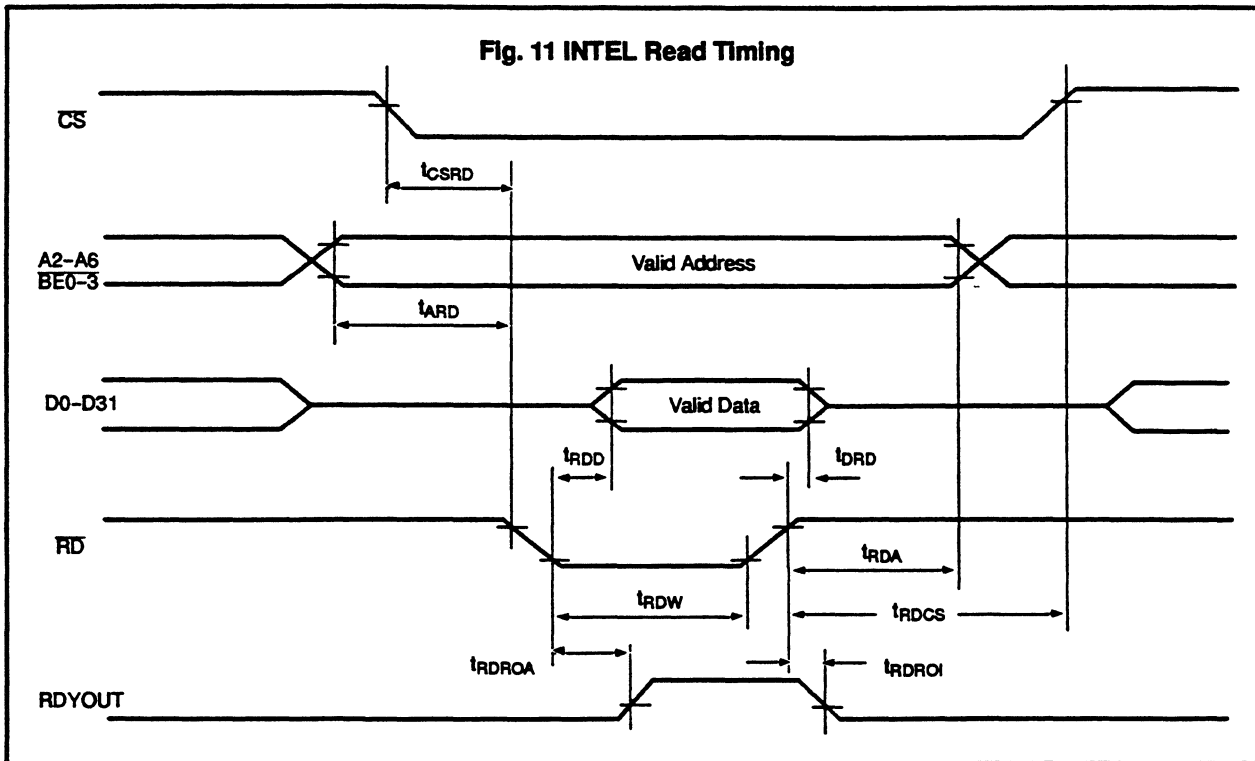 Fig. 11 INTEL Read Timing
CS
tCSRD
A2-A6
BE0-3
Valid Address
tARD
D0-D31
Valid Data
tRDD
tDRD
RD
tRDA
tRDW
tRDCS
tRDROA
tRDROI
RDYOUT